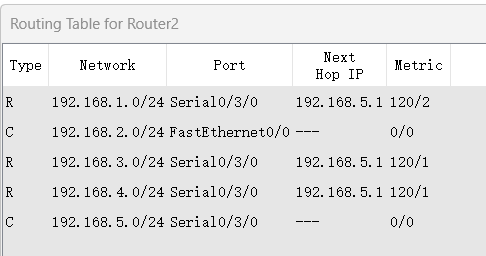 Routing Table for Router2
Type Network Port Next Hop IP Metric
R 192.168.1.0/24 Serial0/3/0 192.168.5.1 120/2
C 192.168.2.0/24 FastEthernet0/0 --- 0/0
R 192.168.3.0/24 Serial0/3/0 192.168.5.1 120/1
R 192.168.4.0/24 Serial0/3/0 192.168.5.1 120/1
C 192.168.5.0/24 Serial0/3/0 --- 0/0